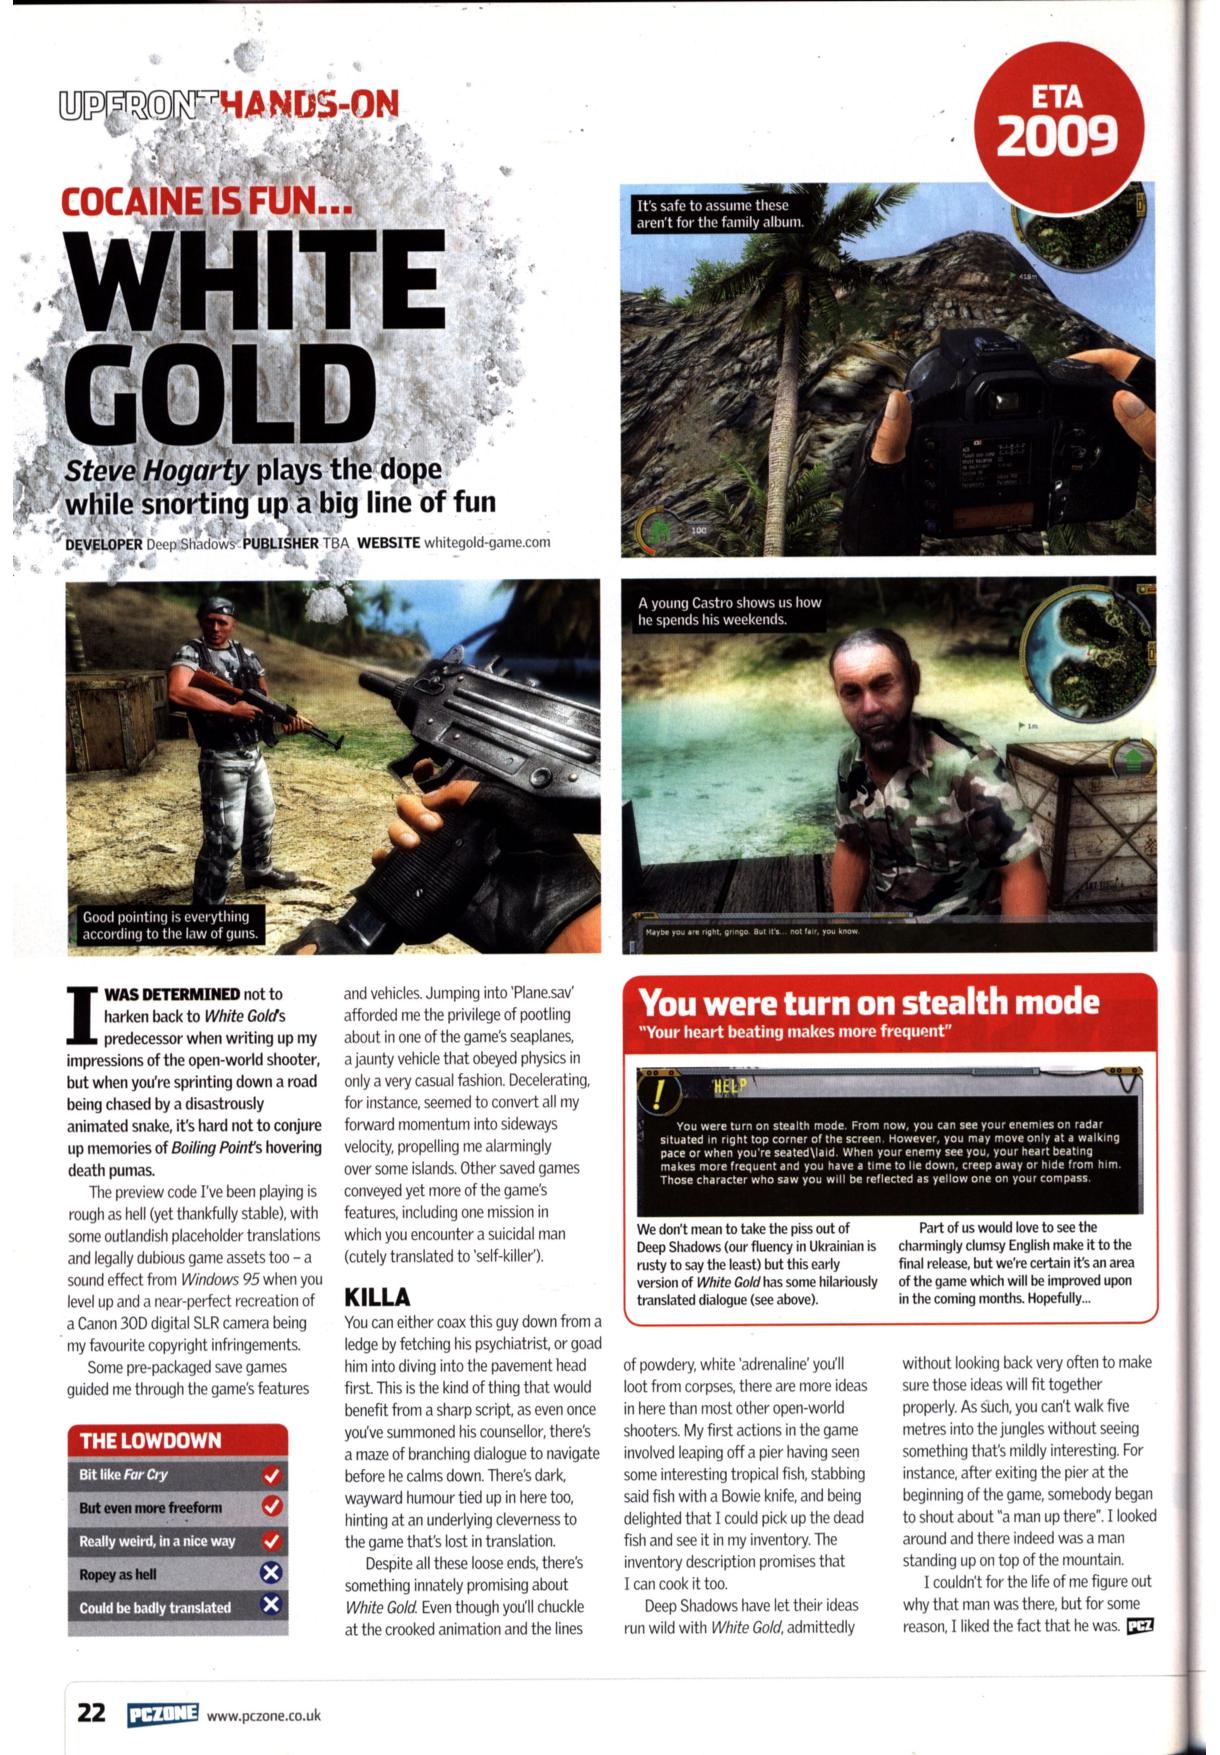 UPFRONTHANDS-ON
ETA
2009
COCAINE IS FUN...
WHITE
GOLD
Steve Hogarty plays the dope
while snorting up a big line of fun
DEVELOPER Deep Shadows PUBLISHER TBA WEBSITE whitegold-game.com
It's safe to assume these
aren't for the family album.
418m
100
Good pointing is everything
according to the law of guns.
A young Castro shows us how
he spends his weekends.
1m
Maybe you are right, gringo. But it's... not fair, you know.
I WAS DETERMINED not to
harken back to White Gold's
predecessor when writing up my
impressions of the open-world shooter,
but when you're sprinting down a road
being chased by a disastrously
animated snake, it's hard not to conjure
up memories of Boiling Point's hovering
death pumas.
The preview code I've been playing is
rough as hell (yet thankfully stable), with
some outlandish placeholder translations
and legally dubious game assets too – a
sound effect from Windows 95 when you
level up and a near-perfect recreation of
a Canon 30D digital SLR camera being
my favourite copyright infringements.
Some pre-packaged save games
guided me through the game's features
THE LOWDOWN
Bit like Far Cry
But even more freeform
Really weird, in a nice way
Ropey as hell
Could be badly translated
and vehicles. Jumping into 'Plane.sav'
afforded me the privilege of pootling
about in one of the game's seaplanes,
a jaunty vehicle that obeyed physics in
only a very casual fashion. Decelerating,
for instance, seemed to convert all my
forward momentum into sideways
velocity, propelling me alarmingly
over some islands. Other saved games
conveyed yet more of the game's
features, including one mission in
which you encounter a suicidal man
(cutely translated to 'self-killer').
KILLA
You can either coax this guy down from a
ledge by fetching his psychiatrist, or goad
him into diving into the pavement head
first. This is the kind of thing that would
benefit from a sharp script, as even once
you've summoned his counsellor, there's
a maze of branching dialogue to navigate
before he calms down. There's dark,
wayward humour tied up in here too,
hinting at an underlying cleverness to
the game that's lost in translation.
Despite all these loose ends, there's
something innately promising about
White Gold. Even though you'll chuckle
at the crooked animation and the lines
You were turn on stealth mode
"Your heart beating makes more frequent"
! HELP
You were turn on stealth mode. From now, you can see your enemies on radar
situated in right top corner of the screen. However, you may move only at a walking
pace or when you're seated\laid. When your enemy see you, your heart beating
makes more frequent and you have a time to lie down, creep away or hide from him.
Those character who saw you will be reflected as yellow one on your compass.
We don't mean to take the piss out of
Deep Shadows (our fluency in Ukrainian is
rusty to say the least) but this early
version of White Gold has some hilariously
translated dialogue (see above).
Part of us would love to see the
charmingly clumsy English make it to the
final release, but we're certain it's an area
of the game which will be improved upon
in the coming months. Hopefully...
of powdery, white 'adrenaline' you'll
loot from corpses, there are more ideas
in here than most other open-world
shooters. My first actions in the game
involved leaping off a pier having seen
some interesting tropical fish, stabbing
said fish with a Bowie knife, and being
delighted that I could pick up the dead
fish and see it in my inventory. The
inventory description promises that
I can cook it too.
Deep Shadows have let their ideas
run wild with White Gold, admittedly
without looking back very often to make
sure those ideas will fit together
properly. As such, you can't walk five
metres into the jungles without seeing
something that's mildly interesting. For
instance, after exiting the pier at the
beginning of the game, somebody began
to shout about "a man up there". I looked
around and there indeed was a man
standing up on top of the mountain.
I couldn't for the life of me figure out
why that man was there, but for some
reason, I liked the fact that he was. PCZ
22 PCZONE www.pczone.co.uk